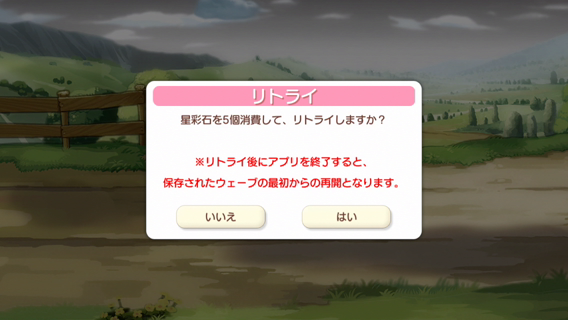 リトライ
星彩石を5個消費して、リトライしますか？
※リトライ後にアプリを終了すると、
保存されたウェーブの最初からの再開となります。
いいえ
はい